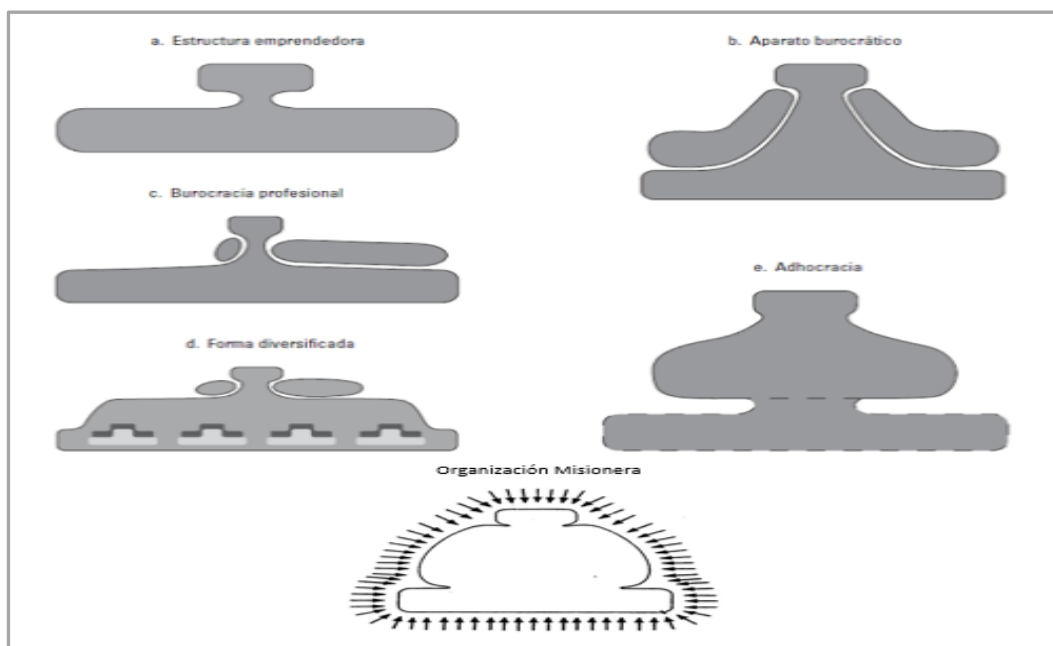 a. Estructura emprendedora
b. Aparato burocrático
c. Burocracia profesional
d. Forma diversificada
e. Adhocracia
Organización Misionera